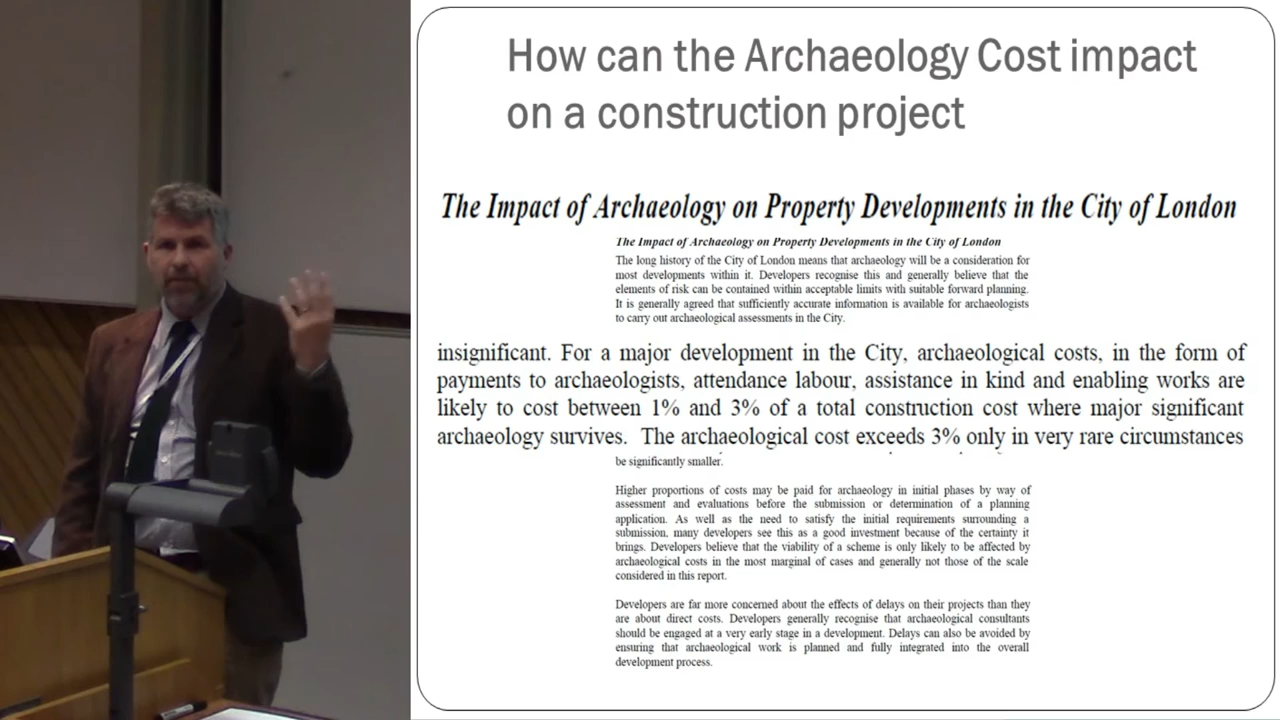 How can the Archaeology Cost impact
on a construction project
The Impact of Archaeology on Property Developments in the City of London
The Impact of Archaeology on Property Developments in the City of London
The long history of the City of London means that archaeology will be a consideration for
most developments within it. Developers recognise this and generally believe that the
elements of risk can be contained within acceptable limits with suitable forward planning.
It is generally agreed that sufficiently accurate information is available for archaeologists
to carry out archaeological assessments in the City.
insignificant. For a major development in the City, archaeological costs, in the form of
payments to archaeologists, attendance labour, assistance in kind and enabling works are
likely to cost between 1% and 3% of a total construction cost where major significant
archaeology survives. The archaeological cost exceeds 3% only in very rare circumstances
be significantly smaller.
Higher proportions of costs may be paid for archaeology in initial phases by way of
assessment and evaluations before the submission or determination of a planning
application. As well as the need to satisfy the initial requirements surrounding a
submission, many developers see this as a good investment because of the certainty it
brings. Developers believe that the viability of a scheme is only likely to be affected by
archaeological costs in the most marginal of cases and generally not those of the scale
considered in this report.
Developers are far more concerned about the effects of delays on their projects than they
are about direct costs. Developers generally recognise that archaeological consultants
should be engaged at a very early stage in a development. Delays can also be avoided by
ensuring that archaeological work is planned and fully integrated into the overall
development process.